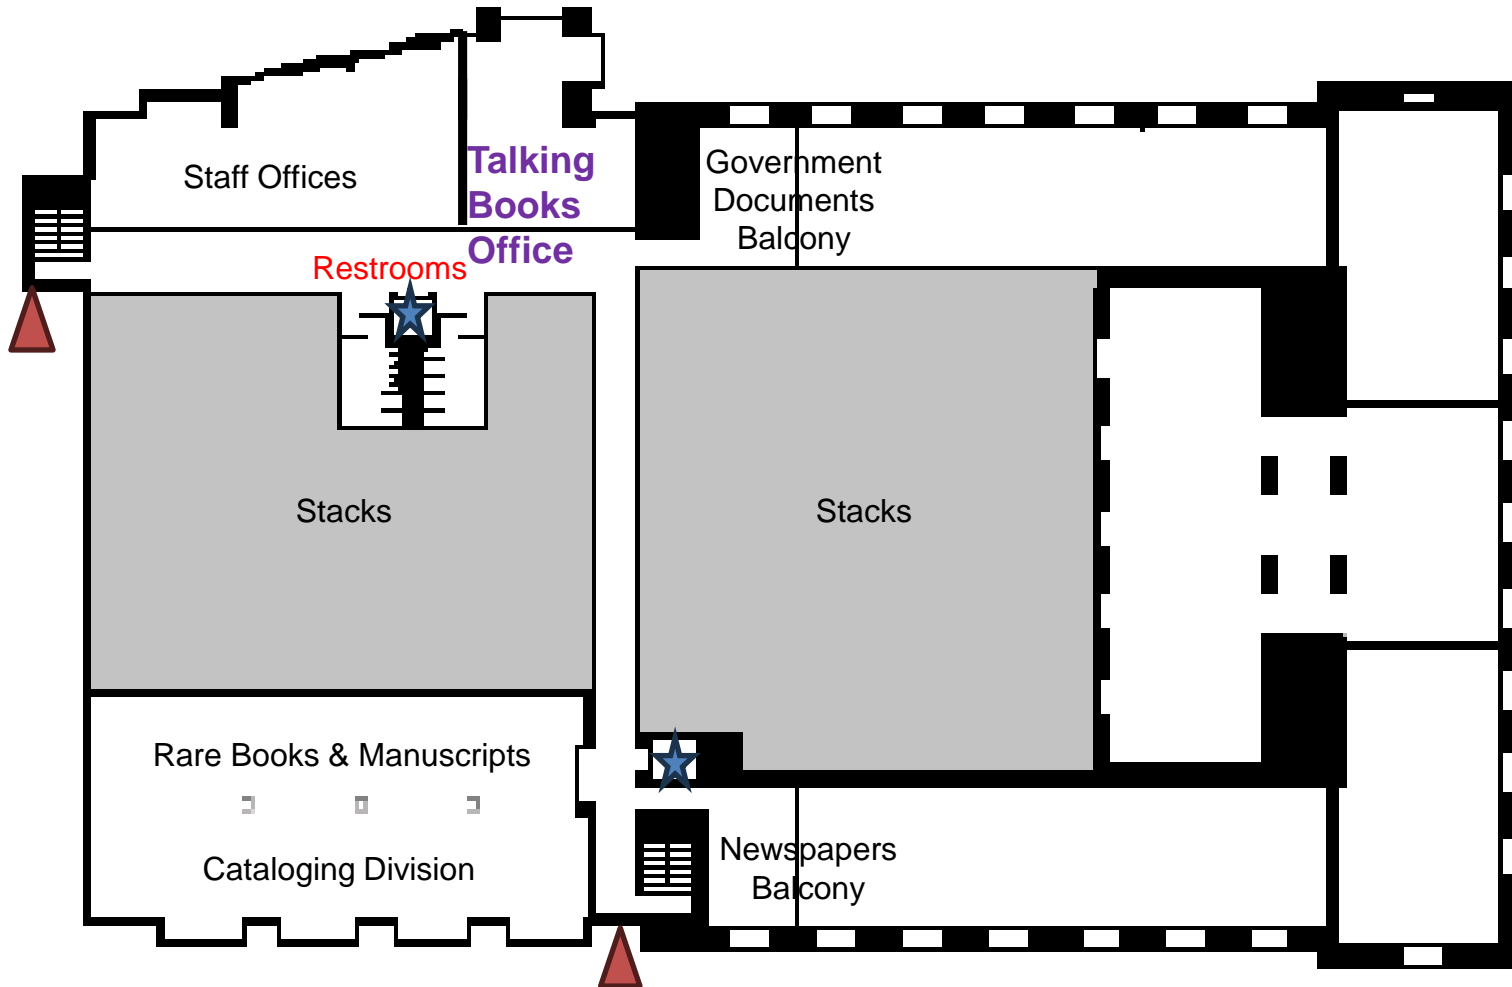 Staff Offices
Talking
Books
Office
Government
Documents
Balcony
Restrooms
Stacks
Stacks
Rare Books & Manuscripts
Cataloging Division
Newspapers
Balcony